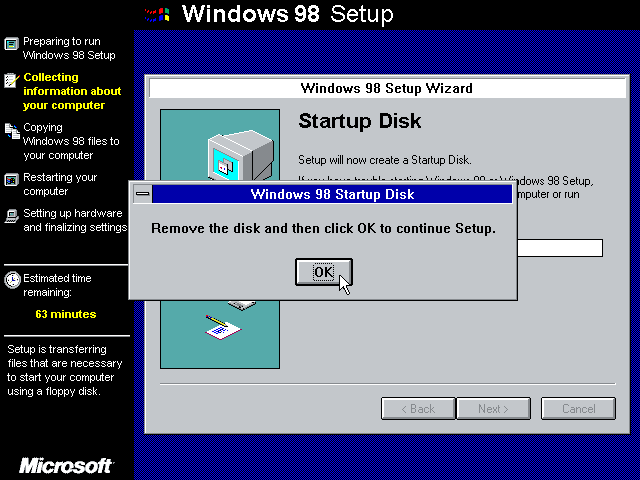 Windows 98 Setup
Preparing to run
Windows 98 Setup
Collecting
information about
your computer
Copying
Windows 98 files to
your computer
Restarting your
computer
Setting up hardware
and finalizing settings
Estimated time
remaining:
63 minutes
Setup is transferring
files that are necessary
to start your computer
using a floppy disk.
Microsoft
Windows 98 Setup Wizard
Startup Disk
Setup will now create a Startup Disk.
If you have trouble starting Windows 98 or Windows 98 Setup,
computer or run
Windows 98 Startup Disk
Remove the disk and then click OK to continue Setup.
OK
< Back
Next >
Cancel